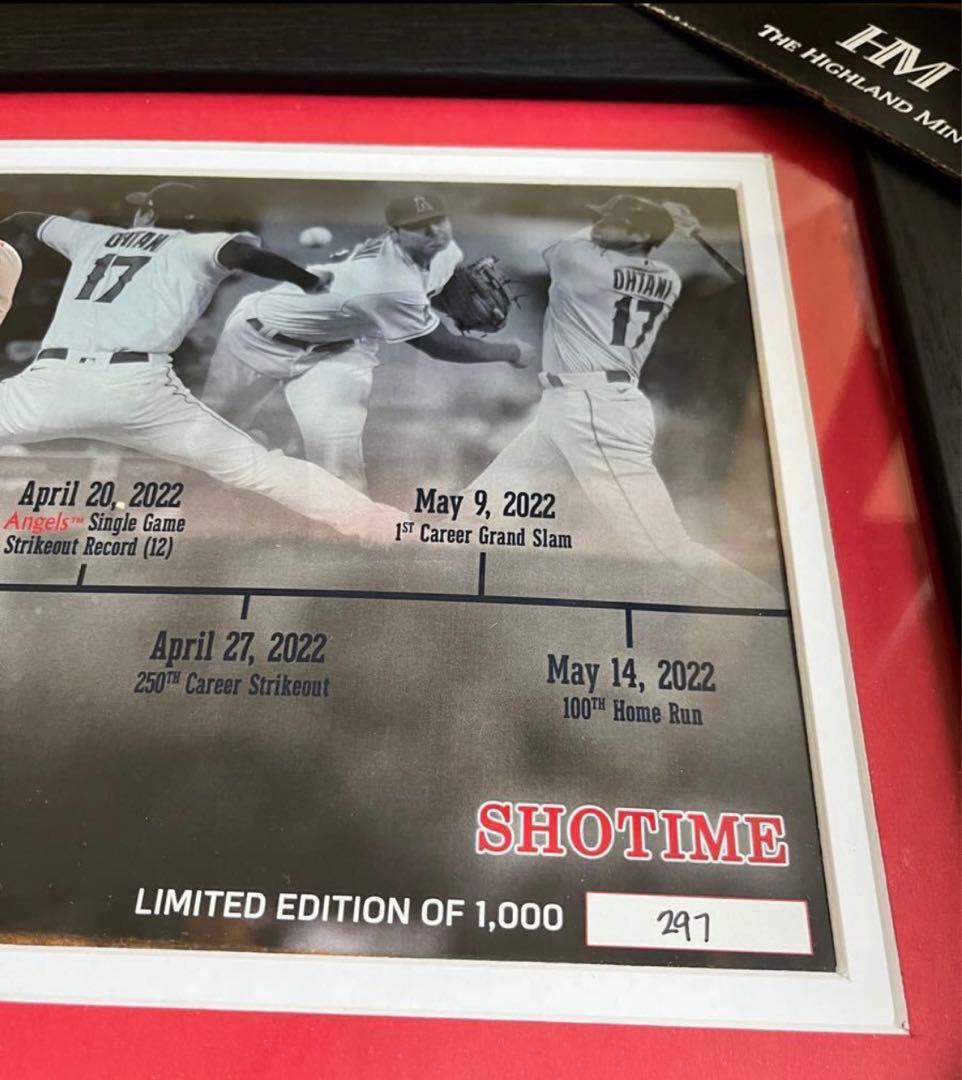 HM
THE HIGHLAND MIN
OHTANI
17
OHTANI
17
April 20, 2022
Angels™ Single Game
Strikeout Record (12)
May 9, 2022
1ST Career Grand Slam
April 27, 2022
250TH Career Strikeout
May 14, 2022
100TH Home Run
SHOTIME
LIMITED EDITION OF 1,000
297